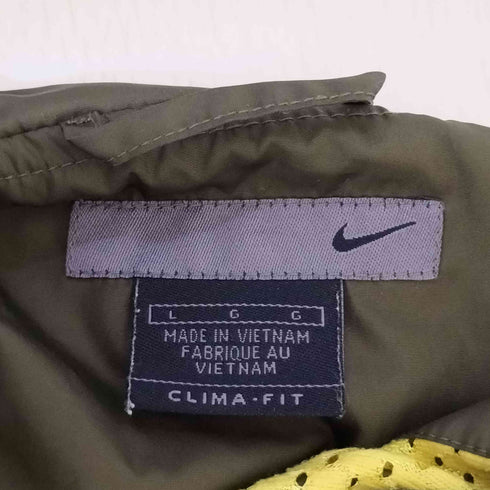 L G G
MADE IN VIETNAM
FABRIQUE AU
VIETNAM
CLIMA-FIT